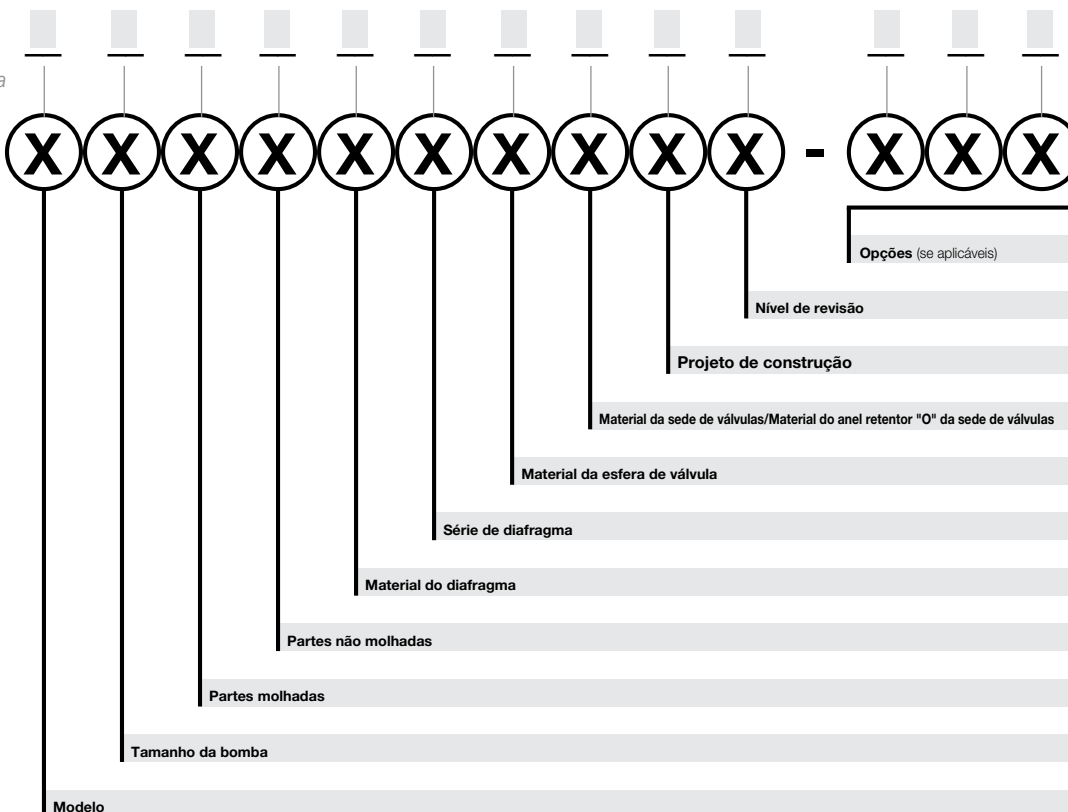 a
X X X X X X X X X X - X X X
Opções (se aplicáveis)
Nível de revisão
Projeto de construção
Material da sede de válvulas/Material do anel retentor "O" da sede de válvulas
Material da esfera de válvula
Série de diafragma
Material do diafragma
Partes não molhadas
Partes molhadas
Tamanho da bomba
Modelo